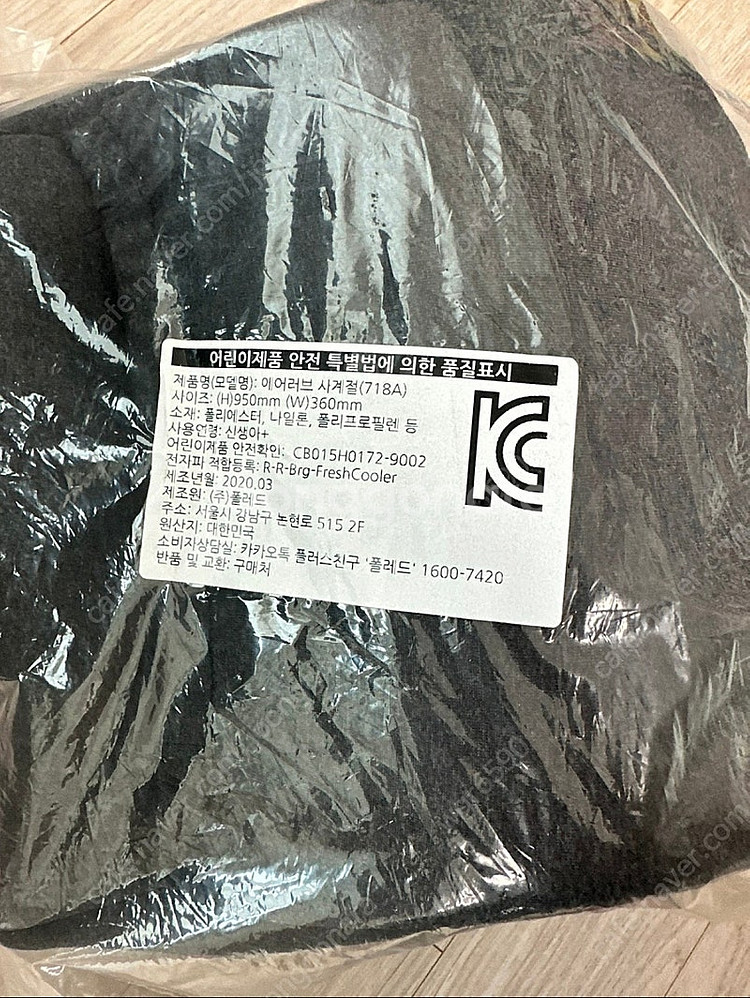 어린이제품 안전 특별법에 의한 품질표시
제품명(모델명): 에어러브 사계절(718A)
사이즈: (H)950mm (W)360mm
소재: 폴리에스터, 나일론, 폴리프로필렌 등
사용연령: 신생아+
어린이제품 안전확인: CB015H0172-9002
전자파 적합등록: R-R-Brg-FreshCooler
제조년월: 2020.03
제조원: (주)폴레드
주소: 서울시 강남구 논현로 515 2F
원산지: 대한민국
소비자상담실: 카카오톡 플러스친구 '폴레드' 1600-7420
반품 및 교환: 구매처
KC